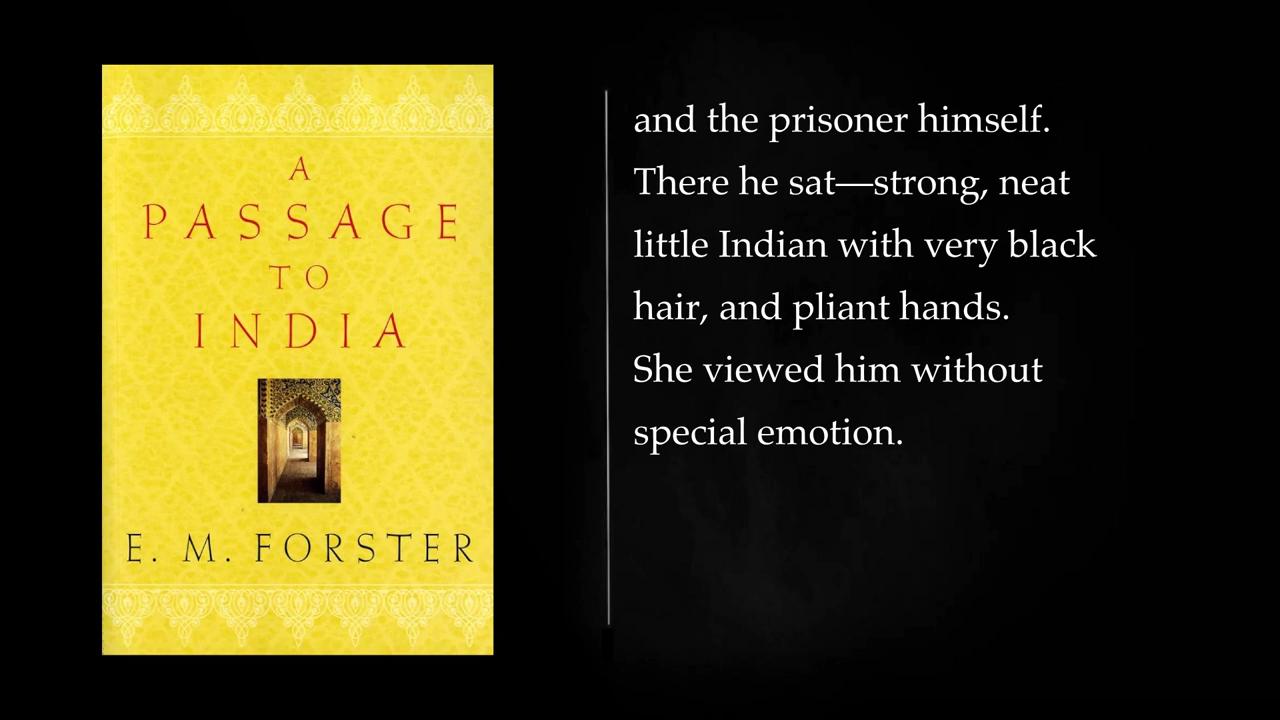 A
PASSAGE
TO
INDIA
E. M. FORSTER
and the prisoner himself.
There he sat—strong, neat
little Indian with very black
hair, and pliant hands.
She viewed him without
special emotion.